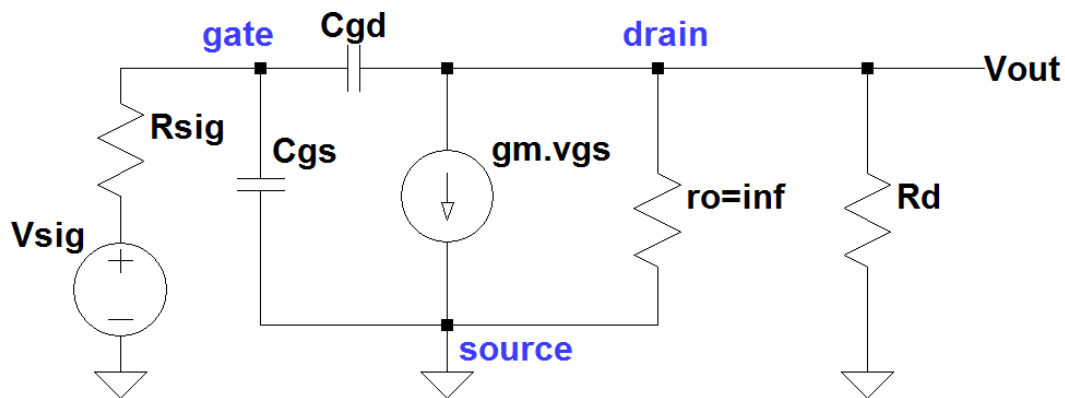 gate
Cgd
drain
Vout
Rsig
Cgs
gm.vgs
ro=inf
Rd
Vsig
source